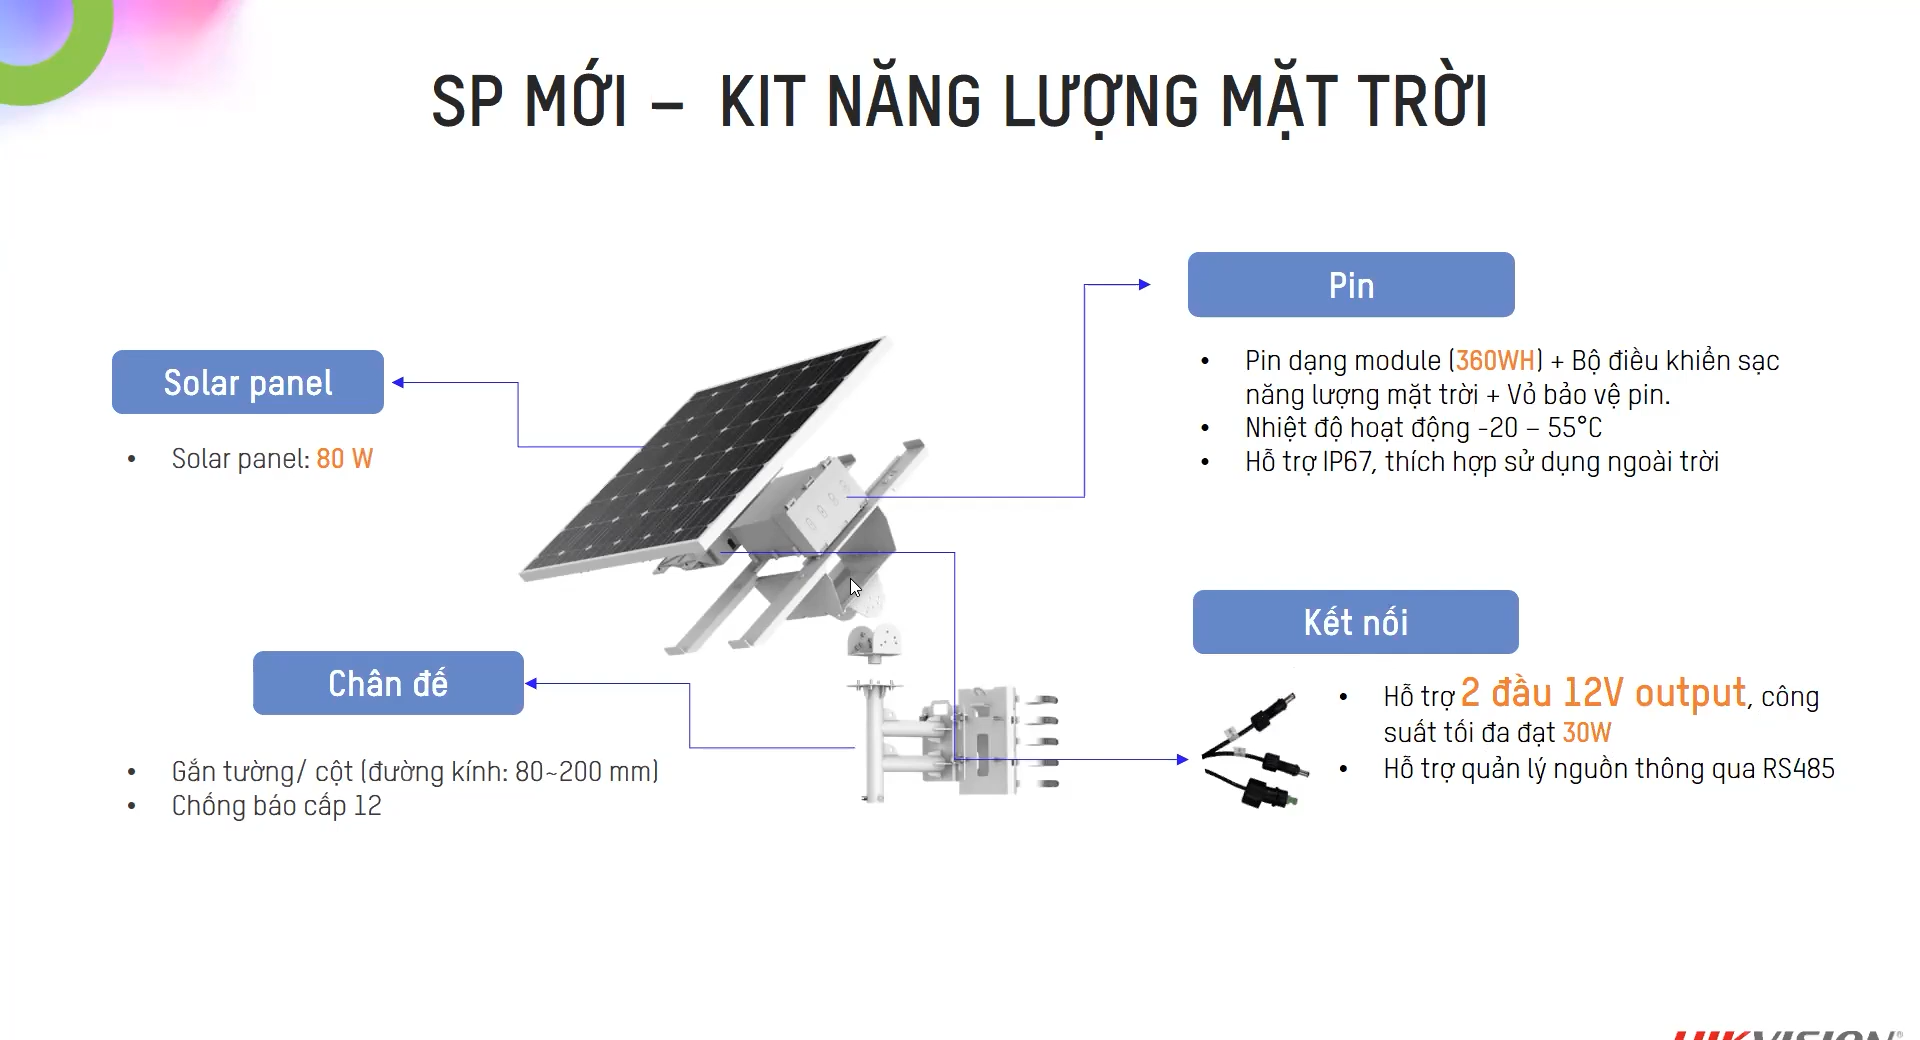 SP MỚI – KIT NĂNG LƯỢNG MẶT TRỜI
Solar panel
• Solar panel: 80 W
Pin
• Pin dạng module (360WH) + Bộ điều khiển sạc
năng lượng mặt trời + Vỏ bảo vệ pin.
• Nhiệt độ hoạt động -20 – 55°C
• Hỗ trợ IP67, thích hợp sử dụng ngoài trời
Chân đế
• Gắn tường/ cột (đường kính: 80~200 mm)
• Chống báo cấp 12
Kết nối
• Hỗ trợ 2 đầu 12V output, công
suất tối đa đạt 30W
• Hỗ trợ quản lý nguồn thông qua RS485
HIKVISION®